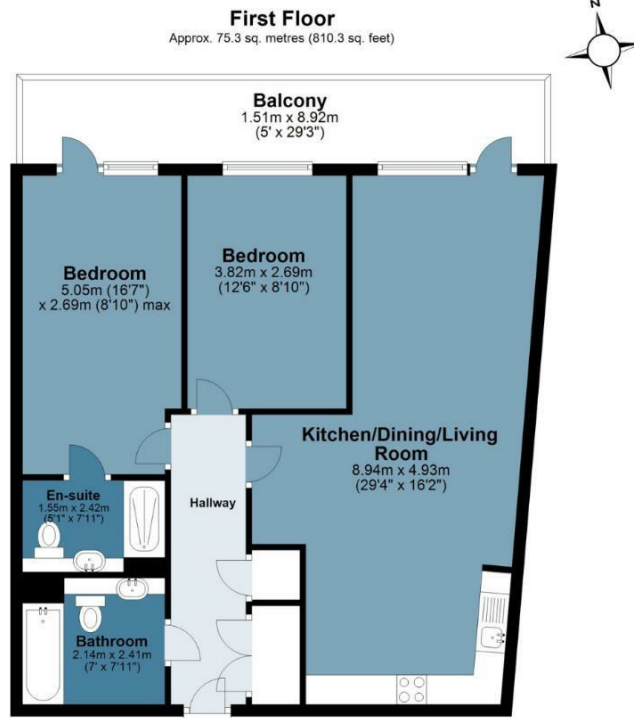 First Floor
Approx. 75.3 sq. metres (810.3 sq. feet)
N
Balcony
1.51m x 8.92m
(5' x 29'3")
Bedroom
5.05m (16'7")
x 2.69m (8'10") max
Bedroom
3.82m x 2.69m
(12'6" x 8'10")
Kitchen/Dining/Living
Room
8.94m x 4.93m
(29'4" x 16'2")
Hallway
En-suite
1.55m x 2.42m
(5'1" x 7'11")
Bathroom
2.14m x 2.41m
(7' x 7'11")